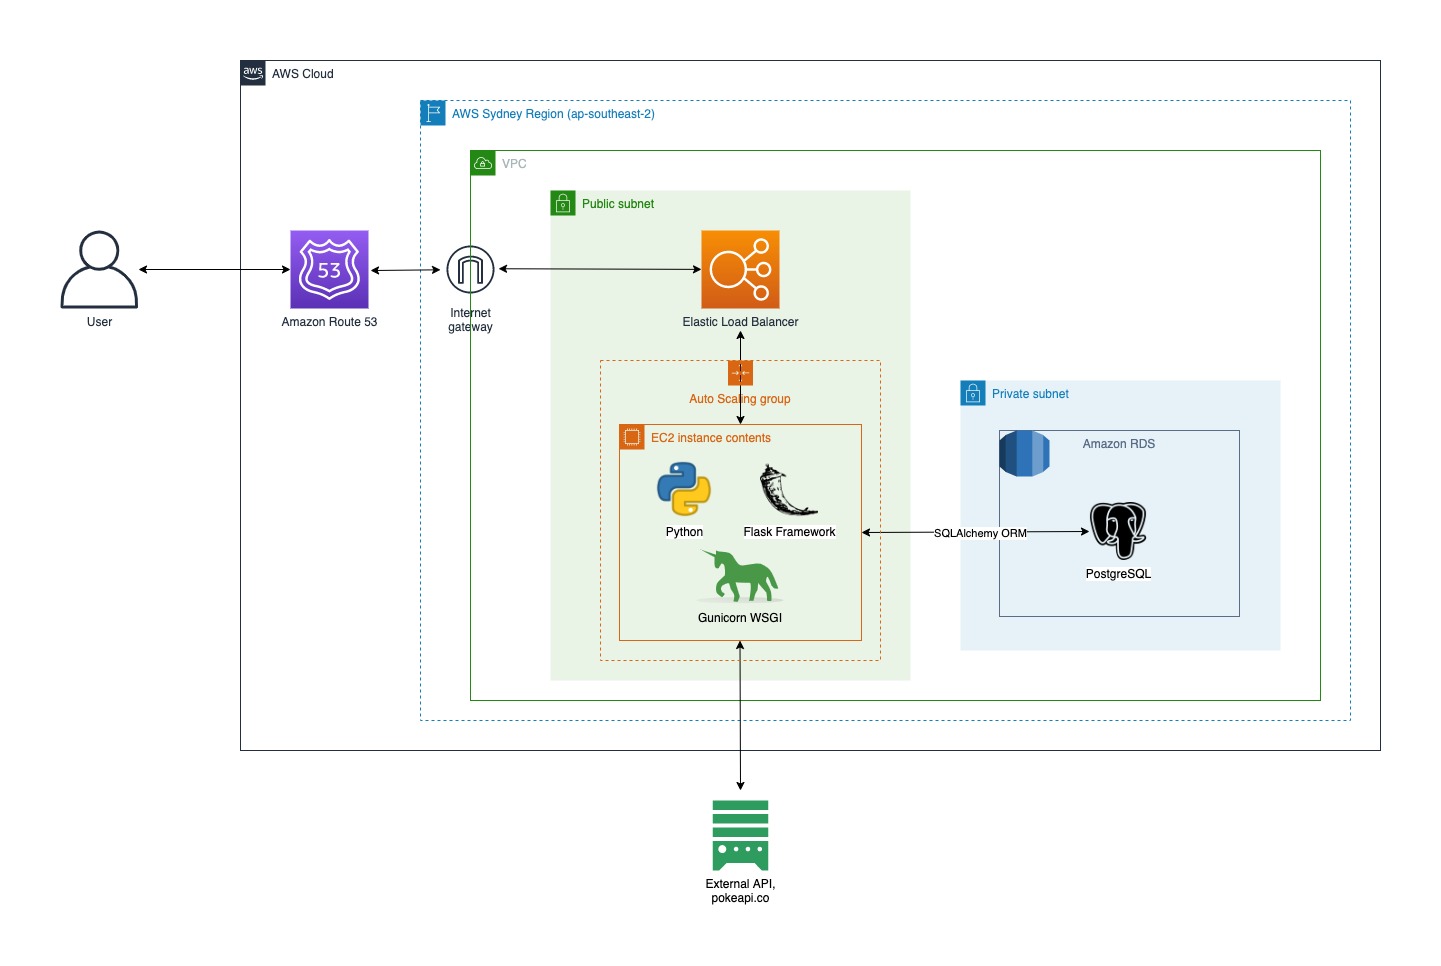 aws
AWS Cloud
AWS Sydney Region (ap-southeast-2)
VPC
Public subnet
53
User
Amazon Route 53
Internet
gateway
Elastic Load Balancer
Auto Scaling group
EC2 instance contents
Python
Flask Framework
Gunicorn WSGI
SQLAlchemy ORM
Private subnet
Amazon RDS
PostgreSQL
External API,
pokeapi.co